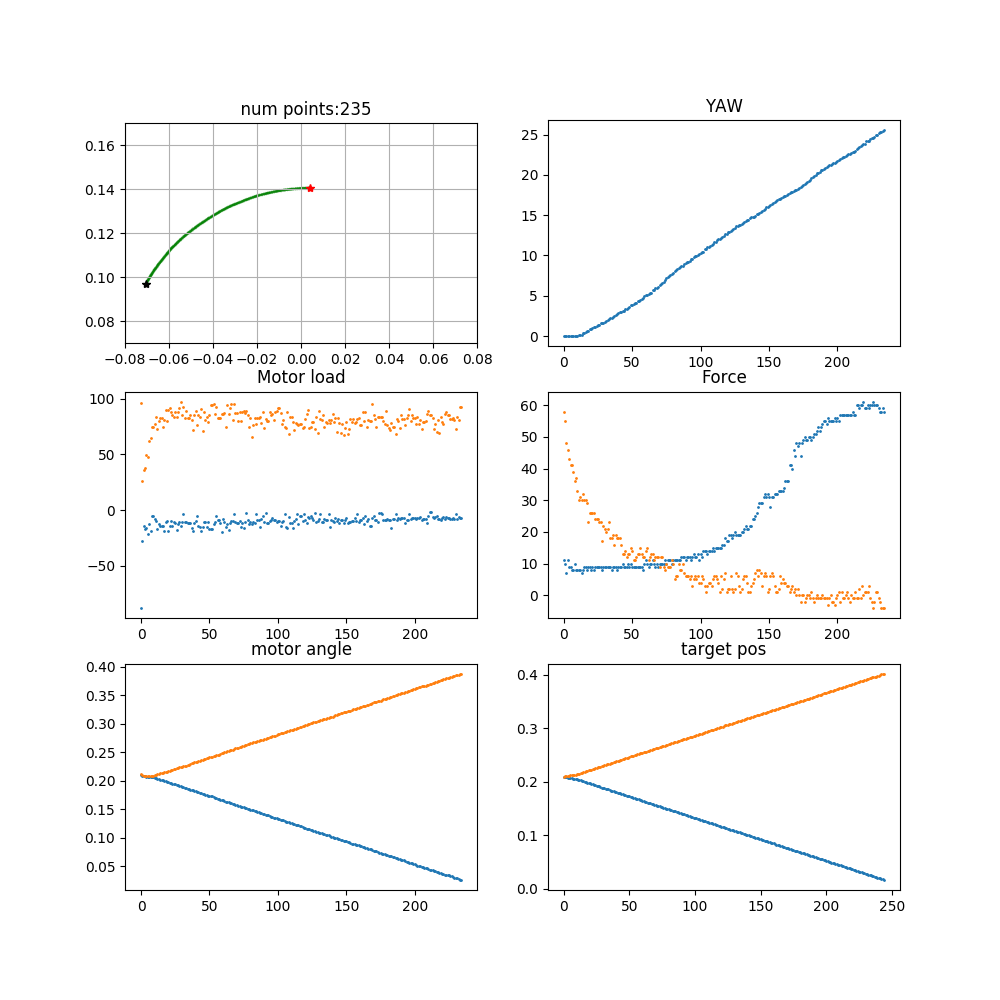 num points:235
YAW
0.16
0.14
0.12
0.10
0.08
−0.08 −0.06 −0.04 −0.02 0.00 0.02 0.04 0.06 0.08
25
20
15
10
5
0
0 50 100 150 200
Motor load
Force
100
50
0
−50
0 50 100 150 200
60
50
40
30
20
10
0
0 50 100 150 200
motor angle
target pos
0.40
0.35
0.30
0.25
0.20
0.15
0.10
0.05
0 50 100 150 200
0.4
0.3
0.2
0.1
0.0
0 50 100 150 200 250